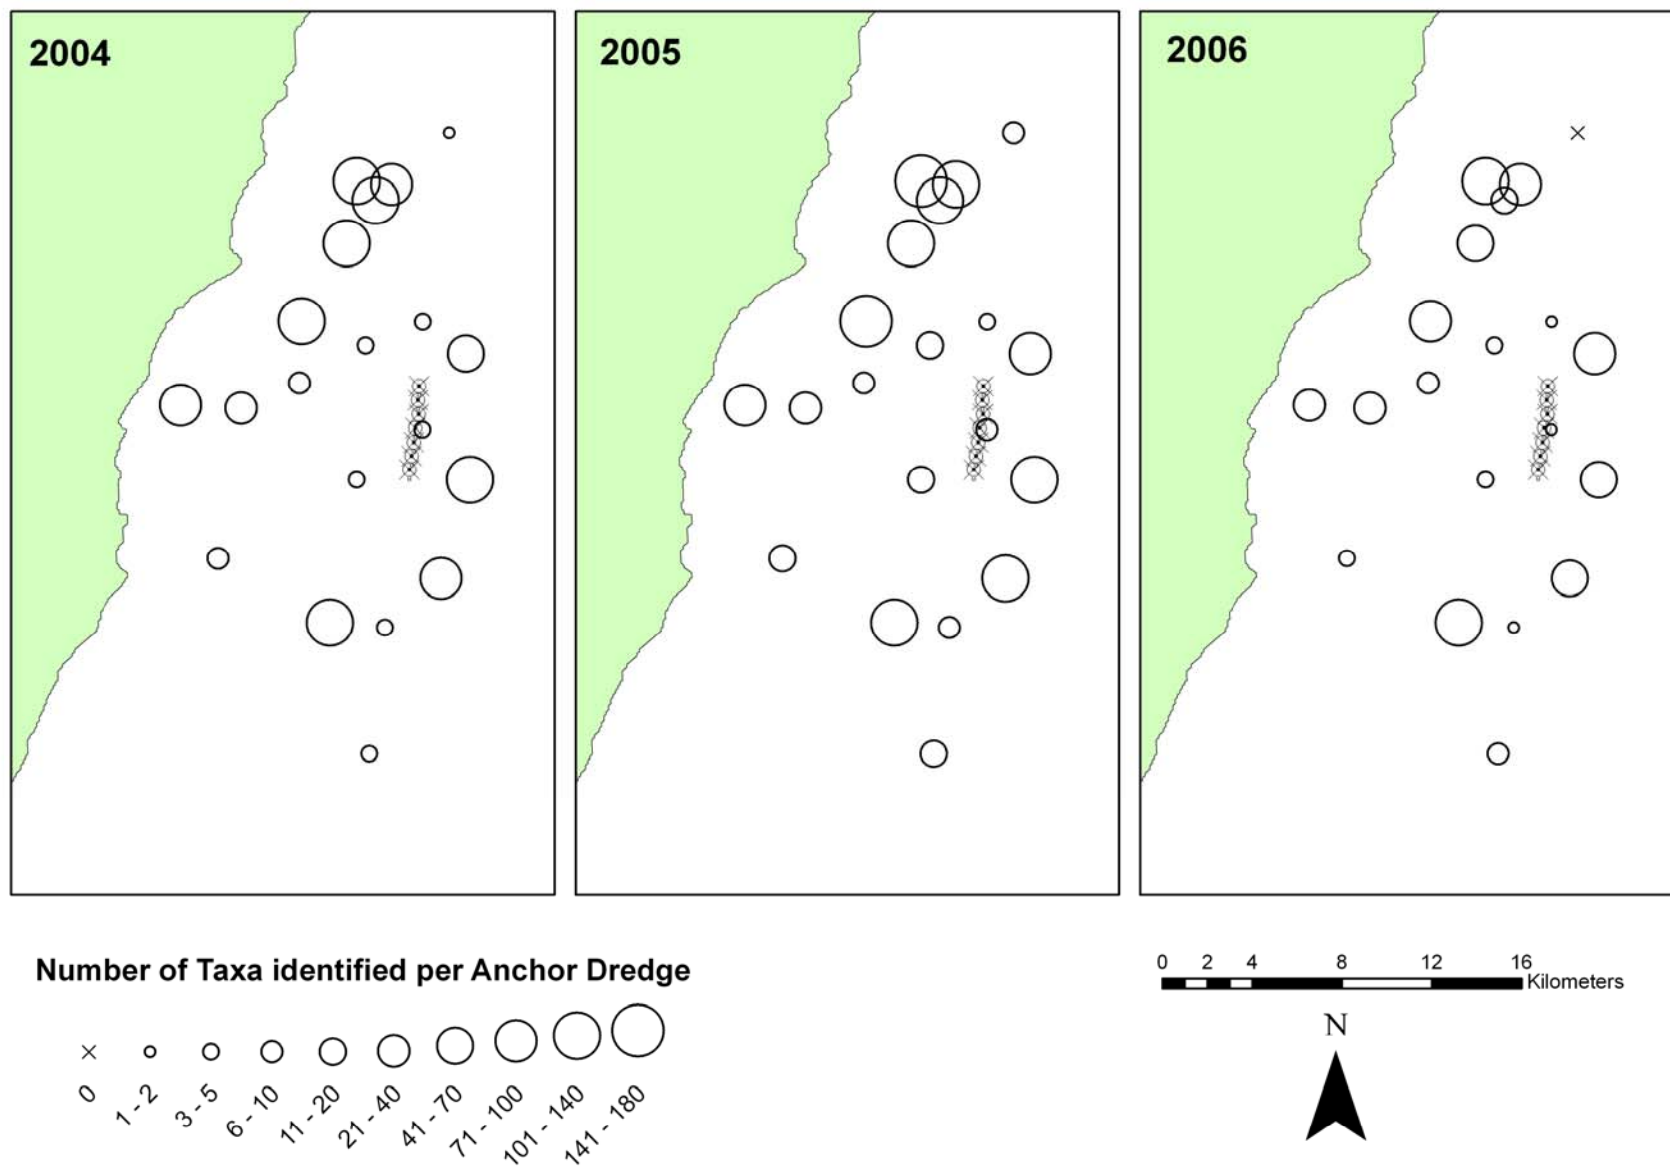 2004
2005
2006
Number of Taxa identified per Anchor Dredge
0
1 - 2
3 - 5
6 - 10
11 - 20
21 - 40
41 - 70
71 - 100
101 - 140
141 - 180
0 2 4 8 12 16
Kilometers
N